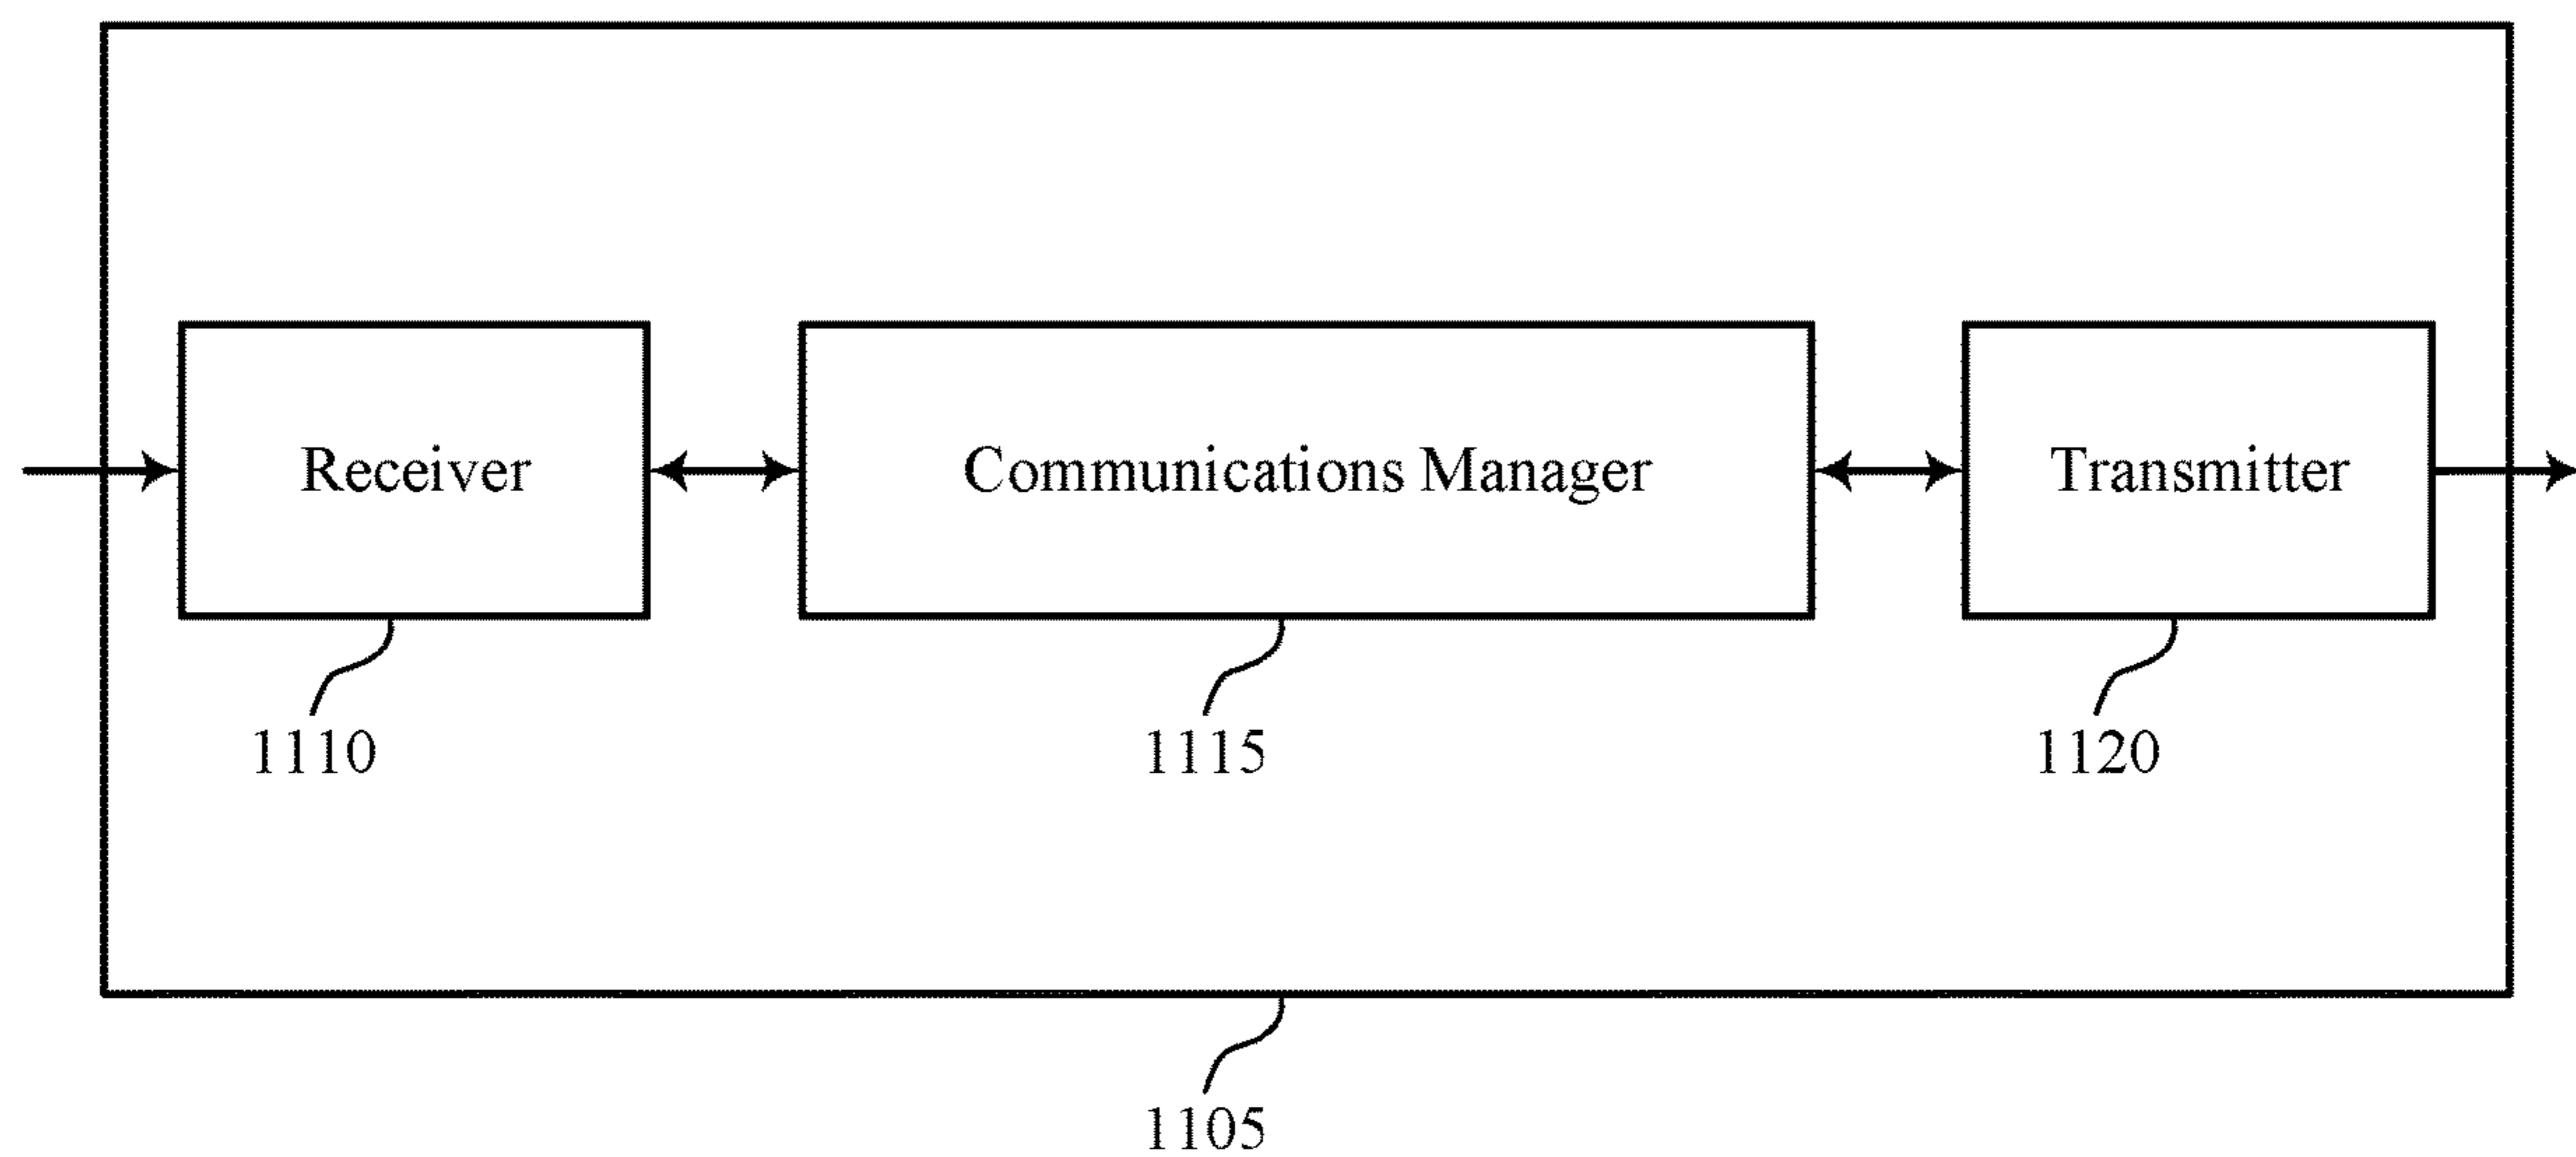 Receiver
Communications Manager
Transmitter
1110
1115
1120
1105